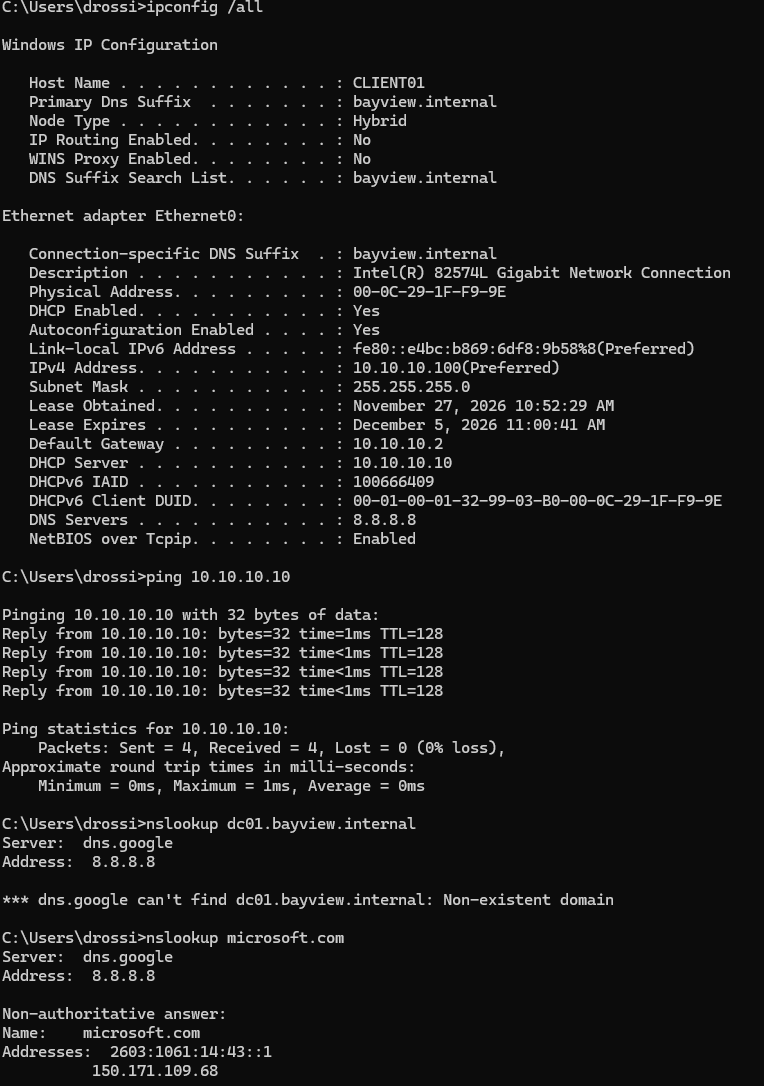 C:\Users\drossi>ipconfig /all
Windows IP Configuration
Host Name . . . . . . . . . . . . : CLIENT01
Primary Dns Suffix  . . . . . . . : bayview.internal
Node Type . . . . . . . . . . . . : Hybrid
IP Routing Enabled. . . . . . . . : No
WINS Proxy Enabled. . . . . . . . : No
DNS Suffix Search List. . . . . . : bayview.internal
Ethernet adapter Ethernet0:
Connection-specific DNS Suffix  . : bayview.internal
Description . . . . . . . . . . . : Intel(R) 82574L Gigabit Network Connection
Physical Address. . . . . . . . . : 00-0C-29-1F-F9-9E
DHCP Enabled. . . . . . . . . . . : Yes
Autoconfiguration Enabled . . . . : Yes
Link-local IPv6 Address . . . . . : fe80::e4bc:b869:6df8:9b58%8(Preferred)
IPv4 Address. . . . . . . . . . . : 10.10.10.100(Preferred)
Subnet Mask . . . . . . . . . . . : 255.255.255.0
Lease Obtained. . . . . . . . . . : November 27, 2026 10:52:29 AM
Lease Expires . . . . . . . . . . : December 5, 2026 11:00:41 AM
Default Gateway . . . . . . . . . : 10.10.10.2
DHCP Server . . . . . . . . . . . : 10.10.10.10
DHCPv6 IAID . . . . . . . . . . . : 100666409
DHCPv6 Client DUID. . . . . . . . : 00-01-00-01-32-99-03-B0-00-0C-29-1F-F9-9E
DNS Servers . . . . . . . . . . . : 8.8.8.8
NetBIOS over Tcpip. . . . . . . . : Enabled
C:\Users\drossi>ping 10.10.10.10
Pinging 10.10.10.10 with 32 bytes of data:
Reply from 10.10.10.10: bytes=32 time=1ms TTL=128
Reply from 10.10.10.10: bytes=32 time<1ms TTL=128
Reply from 10.10.10.10: bytes=32 time<1ms TTL=128
Reply from 10.10.10.10: bytes=32 time<1ms TTL=128
Ping statistics for 10.10.10.10:
Packets: Sent = 4, Received = 4, Lost = 0 (0% loss),
Approximate round trip times in milli-seconds:
Minimum = 0ms, Maximum = 1ms, Average = 0ms
C:\Users\drossi>nslookup dc01.bayview.internal
Server:  dns.google
Address:  8.8.8.8
*** dns.google can't find dc01.bayview.internal: Non-existent domain
C:\Users\drossi>nslookup microsoft.com
Server:  dns.google
Address:  8.8.8.8
Non-authoritative answer:
Name:    microsoft.com
Addresses:  2603:1061:14:43::1
150.171.109.68